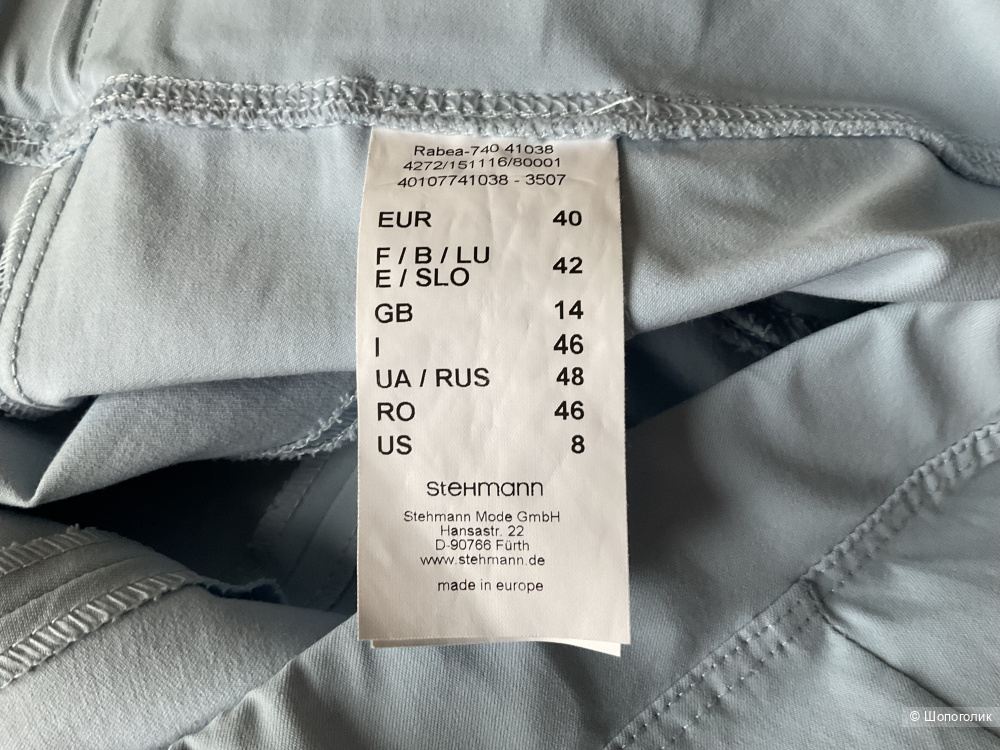 Rabea-740 41038
4272/151116/80001
40107741038 - 3507
EUR 40
F / B / LU
E / SLO 42
GB 14
I 46
UA / RUS 48
RO 46
US 8
steHmann
Stehmann Mode GmbH
Hansastr. 22
D-90766 Fürth
www.stehmann.de
made in europe
© Шопоголик